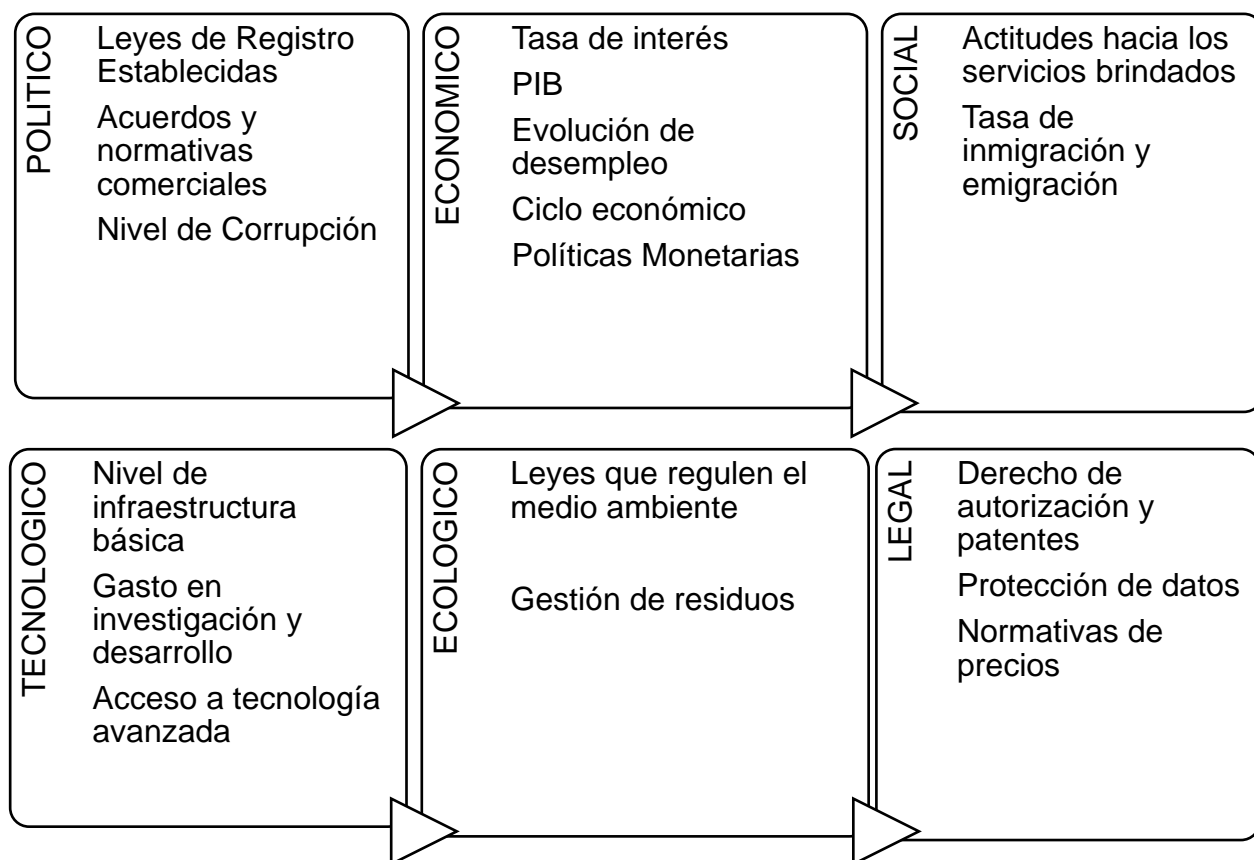 POLITICO
Leyes de Registro
Establecidas
Acuerdos y
normativas
comerciales
Nivel de Corrupción
ECONOMICO
Tasa de interés
PIB
Evolución de
desempleo
Ciclo económico
Políticas Monetarias
SOCIAL
Actitudes hacia los
servicios brindados
Tasa de
inmigración y
emigración
TECNOLOGICO
Nivel de
infraestructura
básica
Gasto en
investigación y
desarrollo
Acceso a tecnología
avanzada
ECOLOGICO
Leyes que regulen el
medio ambiente
Gestión de residuos
LEGAL
Derecho de
autorización y
patentes
Protección de datos
Normativas de
precios